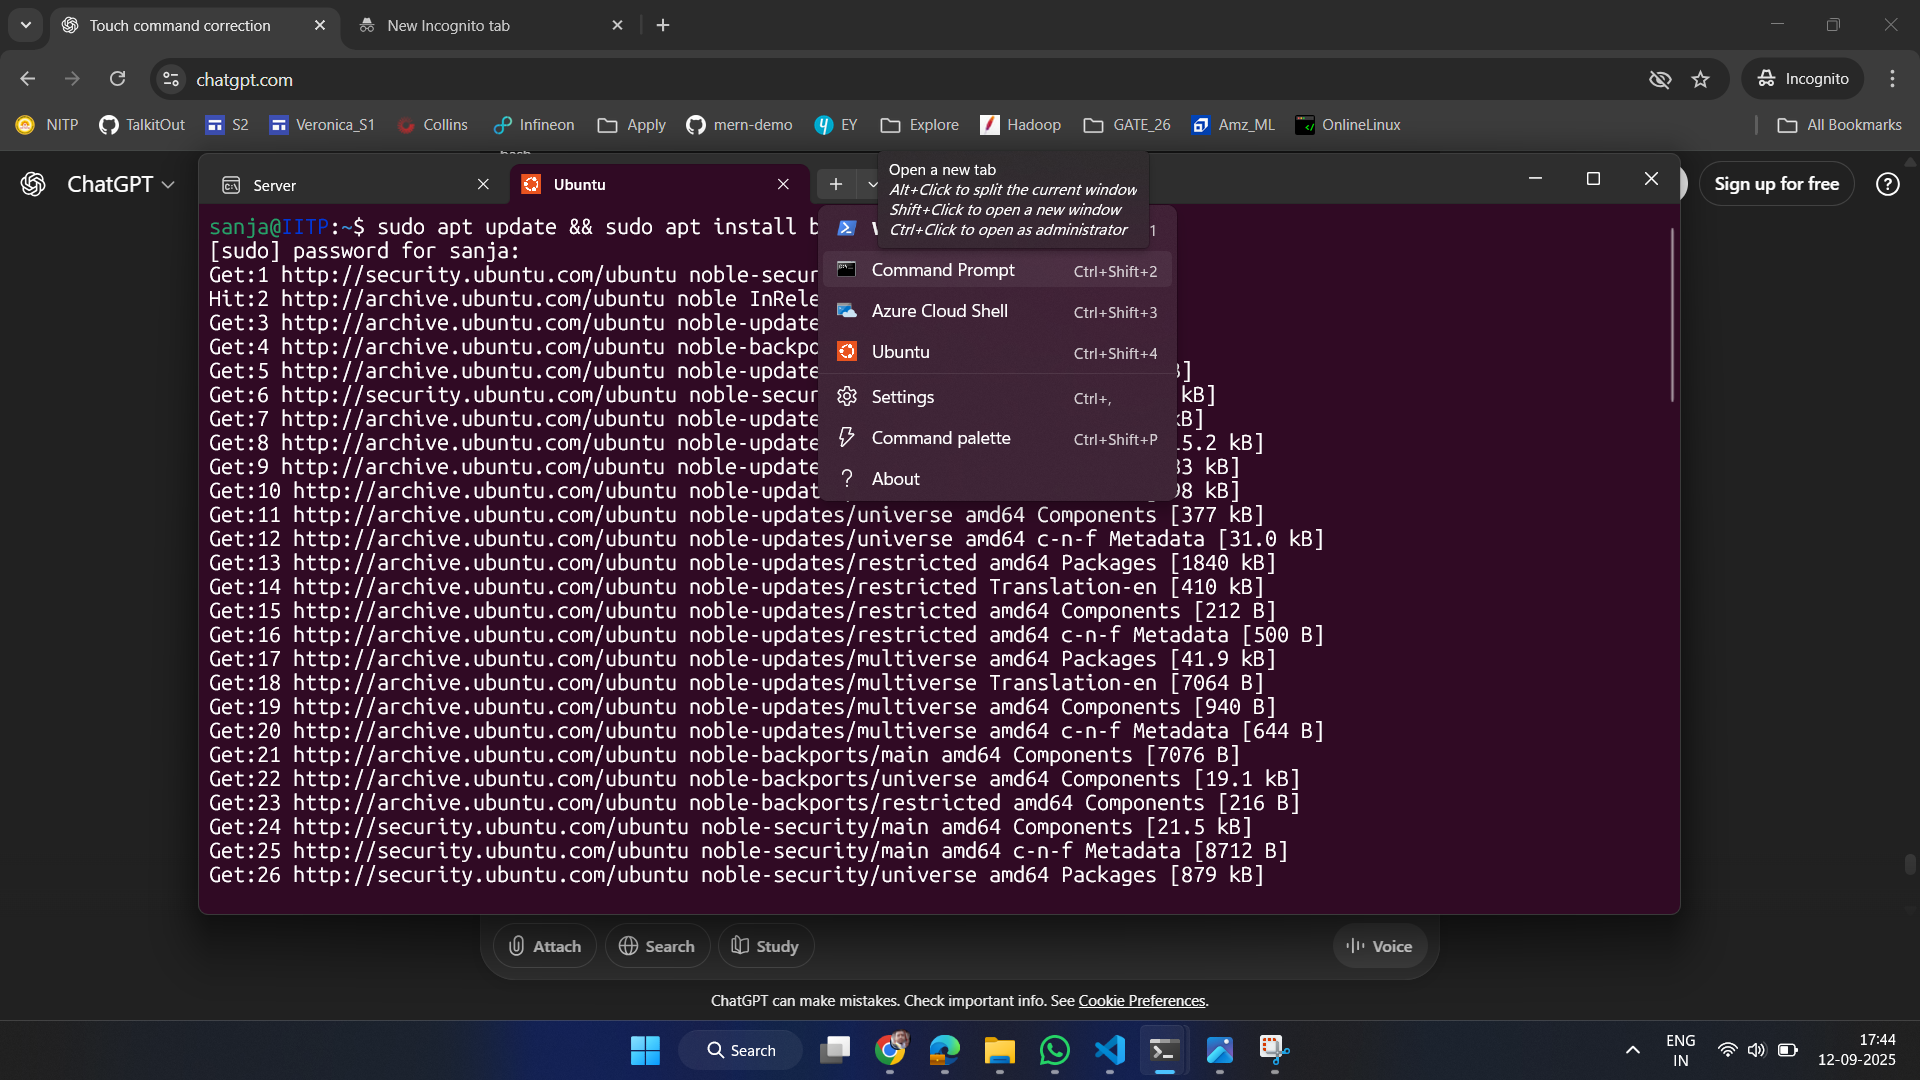 Touch command correction
New Incognito tab
chatgpt.com
Incognito
NITP
TalkitOut
S2
Veronica_S1
Collins
Infineon
Apply
mern-demo
EY
Explore
Hadoop
GATE_26
Amz_ML
OnlineLinux
All Bookmarks
ChatGPT
Sign up for free
Server
Ubuntu
Open a new tab
Alt+Click to split the current window
Shift+Click to open a new window
Ctrl+Click to open as administrator
Command Prompt Ctrl+Shift+2
Azure Cloud Shell Ctrl+Shift+3
Ubuntu Ctrl+Shift+4
Settings Ctrl+,
Command palette Ctrl+Shift+P
About
sanja@IITP:~$ sudo apt update && sudo apt install
[sudo] password for sanja:
Get:1 http://security.ubuntu.com/ubuntu
Hit:2 http://archive.ubuntu.com/ubuntu noble
Get:3 http://archive.ubuntu.com/ubuntu
Get:4 http://archive.ubuntu.com/ubuntu
Get:5 http://archive.ubuntu.com/ubuntu
Get:6 http://security.ubuntu.com/ubuntu kB]
Get:7 http://archive.ubuntu.com/ubuntu
Get:8 http://archive.ubuntu.com/ubuntu kB]
Get:9 http://archive.ubuntu.com/ubuntu kB]
Get:10 http://archive.ubuntu.com/ubuntu kB]
Get:11 http://archive.ubuntu.com/ubuntu noble-updates/universe amd64 Components [377 kB]
Get:12 http://archive.ubuntu.com/ubuntu noble-updates/universe amd64 c-n-f Metadata [31.0 kB]
Get:13 http://archive.ubuntu.com/ubuntu noble-updates/restricted amd64 Packages [1840 kB]
Get:14 http://archive.ubuntu.com/ubuntu noble-updates/restricted Translation-en [410 kB]
Get:15 http://archive.ubuntu.com/ubuntu noble-updates/restricted amd64 Components [212 B]
Get:16 http://archive.ubuntu.com/ubuntu noble-updates/restricted amd64 c-n-f Metadata [500 B]
Get:17 http://archive.ubuntu.com/ubuntu noble-updates/multiverse amd64 Packages [41.9 kB]
Get:18 http://archive.ubuntu.com/ubuntu noble-updates/multiverse Translation-en [7064 B]
Get:19 http://archive.ubuntu.com/ubuntu noble-updates/multiverse amd64 Components [940 B]
Get:20 http://archive.ubuntu.com/ubuntu noble-updates/multiverse amd64 c-n-f Metadata [644 B]
Get:21 http://archive.ubuntu.com/ubuntu noble-backports/main amd64 Components [7076 B]
Get:22 http://archive.ubuntu.com/ubuntu noble-backports/universe amd64 Components [19.1 kB]
Get:23 http://archive.ubuntu.com/ubuntu noble-backports/restricted amd64 Components [216 B]
Get:24 http://security.ubuntu.com/ubuntu noble-security/main amd64 Components [21.5 kB]
Get:25 http://security.ubuntu.com/ubuntu noble-security/main amd64 c-n-f Metadata [8712 B]
Get:26 http://security.ubuntu.com/ubuntu noble-security/universe amd64 Packages [879 kB]
Attach
Search
Study
Voice
ChatGPT can make mistakes. Check important info. See Cookie Preferences.
Search
ENG
IN
17:44
12-09-2025